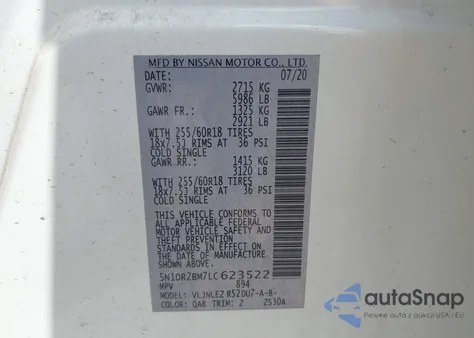 MFD BY NISSAN MOTOR CO., LTD.
DATE: 07/20
GVWR: 2715 KG
5986 LB
GAWR FR.: 1325 KG
2921 LB
WITH 255/60R18 TIRES
18x7.5J RIMS AT 36 PSI
COLD SINGLE
GAWR RR.: 1415 KG
3120 LB
WITH 255/60R18 TIRES
18x7.5J RIMS AT 36 PSI
COLD SINGLE
THIS VEHICLE CONFORMS TO
ALL APPLICABLE FEDERAL
MOTOR VEHICLE SAFETY
STANDARDS IN EFFECT ON
THE DATE OF MANUFACTURE
SHOWN ABOVE.
5N1DR2BM7LC623522
MPV 894
MODEL: VLJNLEZ R52DU7-A-B-
COLOR: QAB TRIM: Z ZS30A
autoSnap
POWERED BY AUTOBIDMASTER